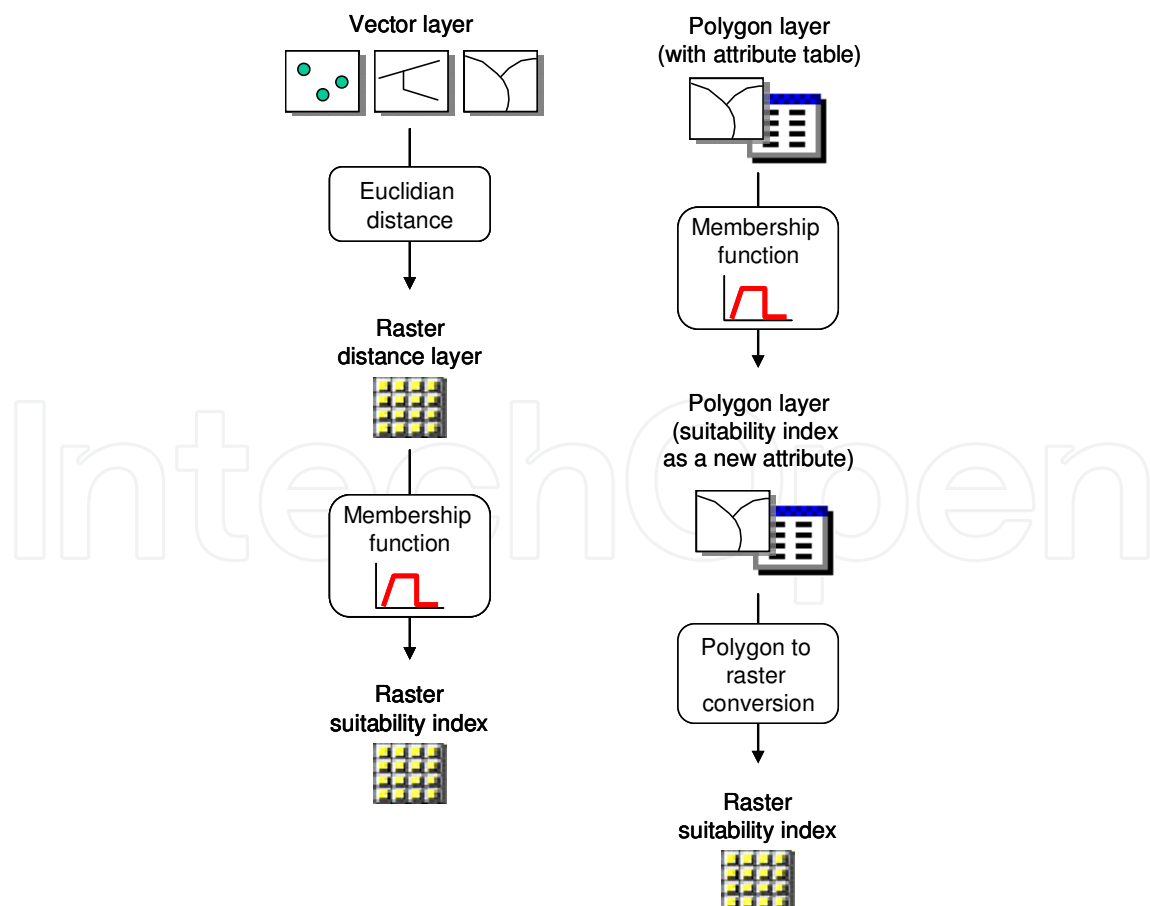 Vector layer
Euclidian
distance
Raster
distance layer
Membership
function
Raster
suitability index
Polygon layer
(with attribute table)
Membership
function
Polygon layer
(suitability index
as a new attribute)
Polygon to
raster
conversion
Raster
suitability index
IntechOpen